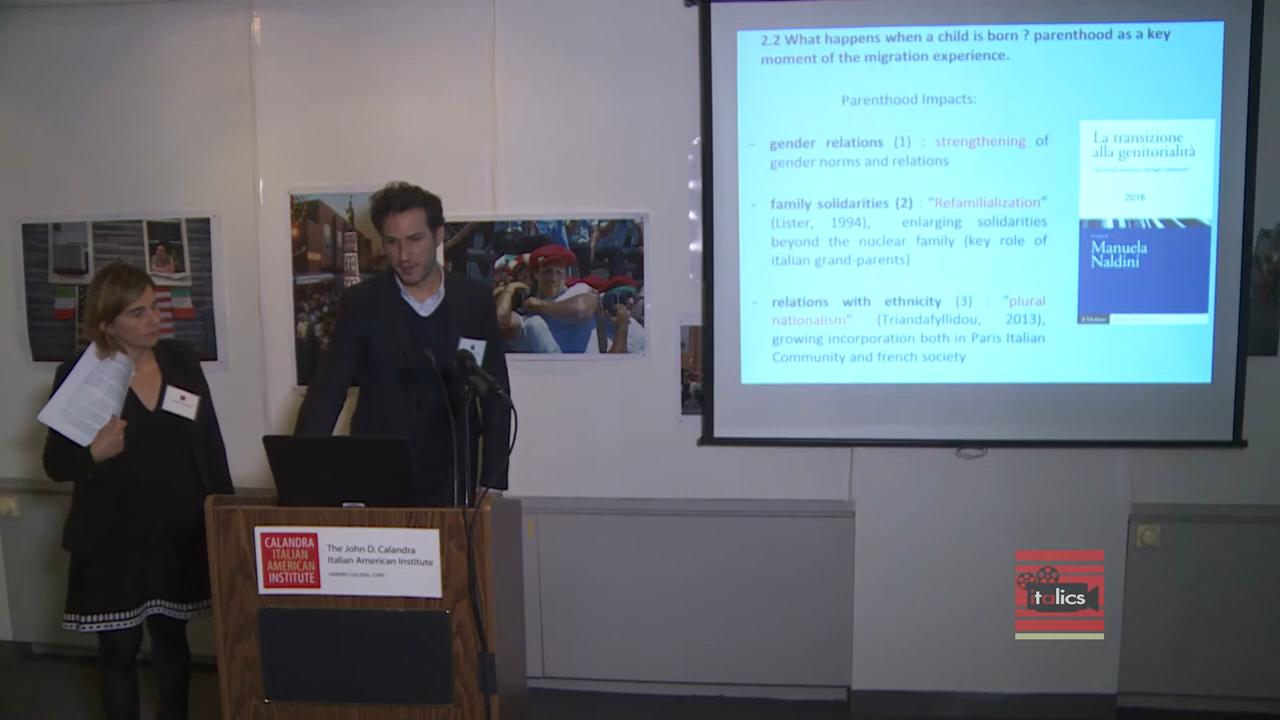 2.2 What happens when a child is born ? parenthood as a key
moment of the migration experience.
Parenthood Impacts:
- gender relations (1) : strengthening of
gender norms and relations
- family solidarities (2) : "Refamilialization"
(Lister, 1994), enlarging solidarities
beyond the nuclear family (key role of
italian grand-parents)
- relations with ethnicity (3) : "plural
nationalism" (Triandafyllidou, 2013),
growing incorporation both in Paris Italian
Community and french society
La transizione
alla genitorialità
2016
Manuela
Naldini
il Mulino
CALANDRA
ITALIAN
AMERICAN
INSTITUTE
The John D. Calandra
Italian American Institute
QUEENS COLLEGE, CUNY
italics